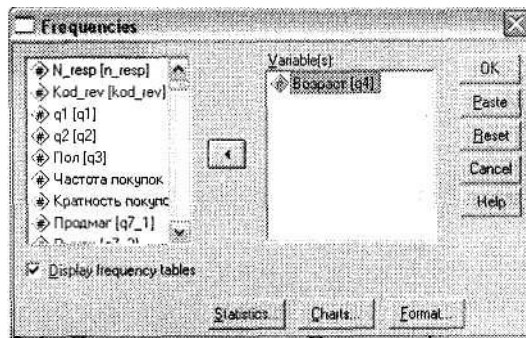 Frequencies
N_resp [n_resp]
Kod_rev [kod_rev]
q1 [q1]
q2 [q2]
Пол [q3]
Частота покупок
Кратность покупс
Продмаг [q7_1]
Display frequency tables
Variable(s):
Возраст [q4]
OK
Paste
Reset
Cancel
Help
Statistics...
Charts...
Format...